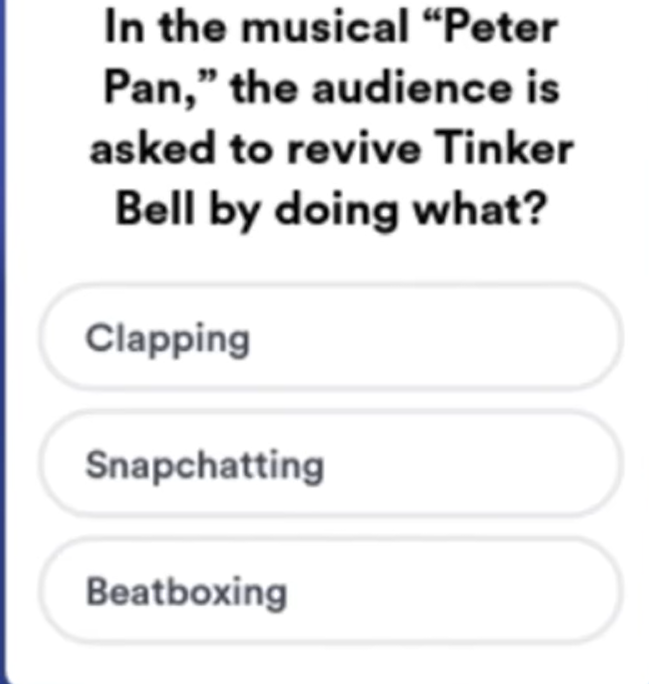 In the musical “Peter
Pan,” the audience is
asked to revive Tinker
Bell by doing what?
Clapping
Snapchatting
Beatboxing